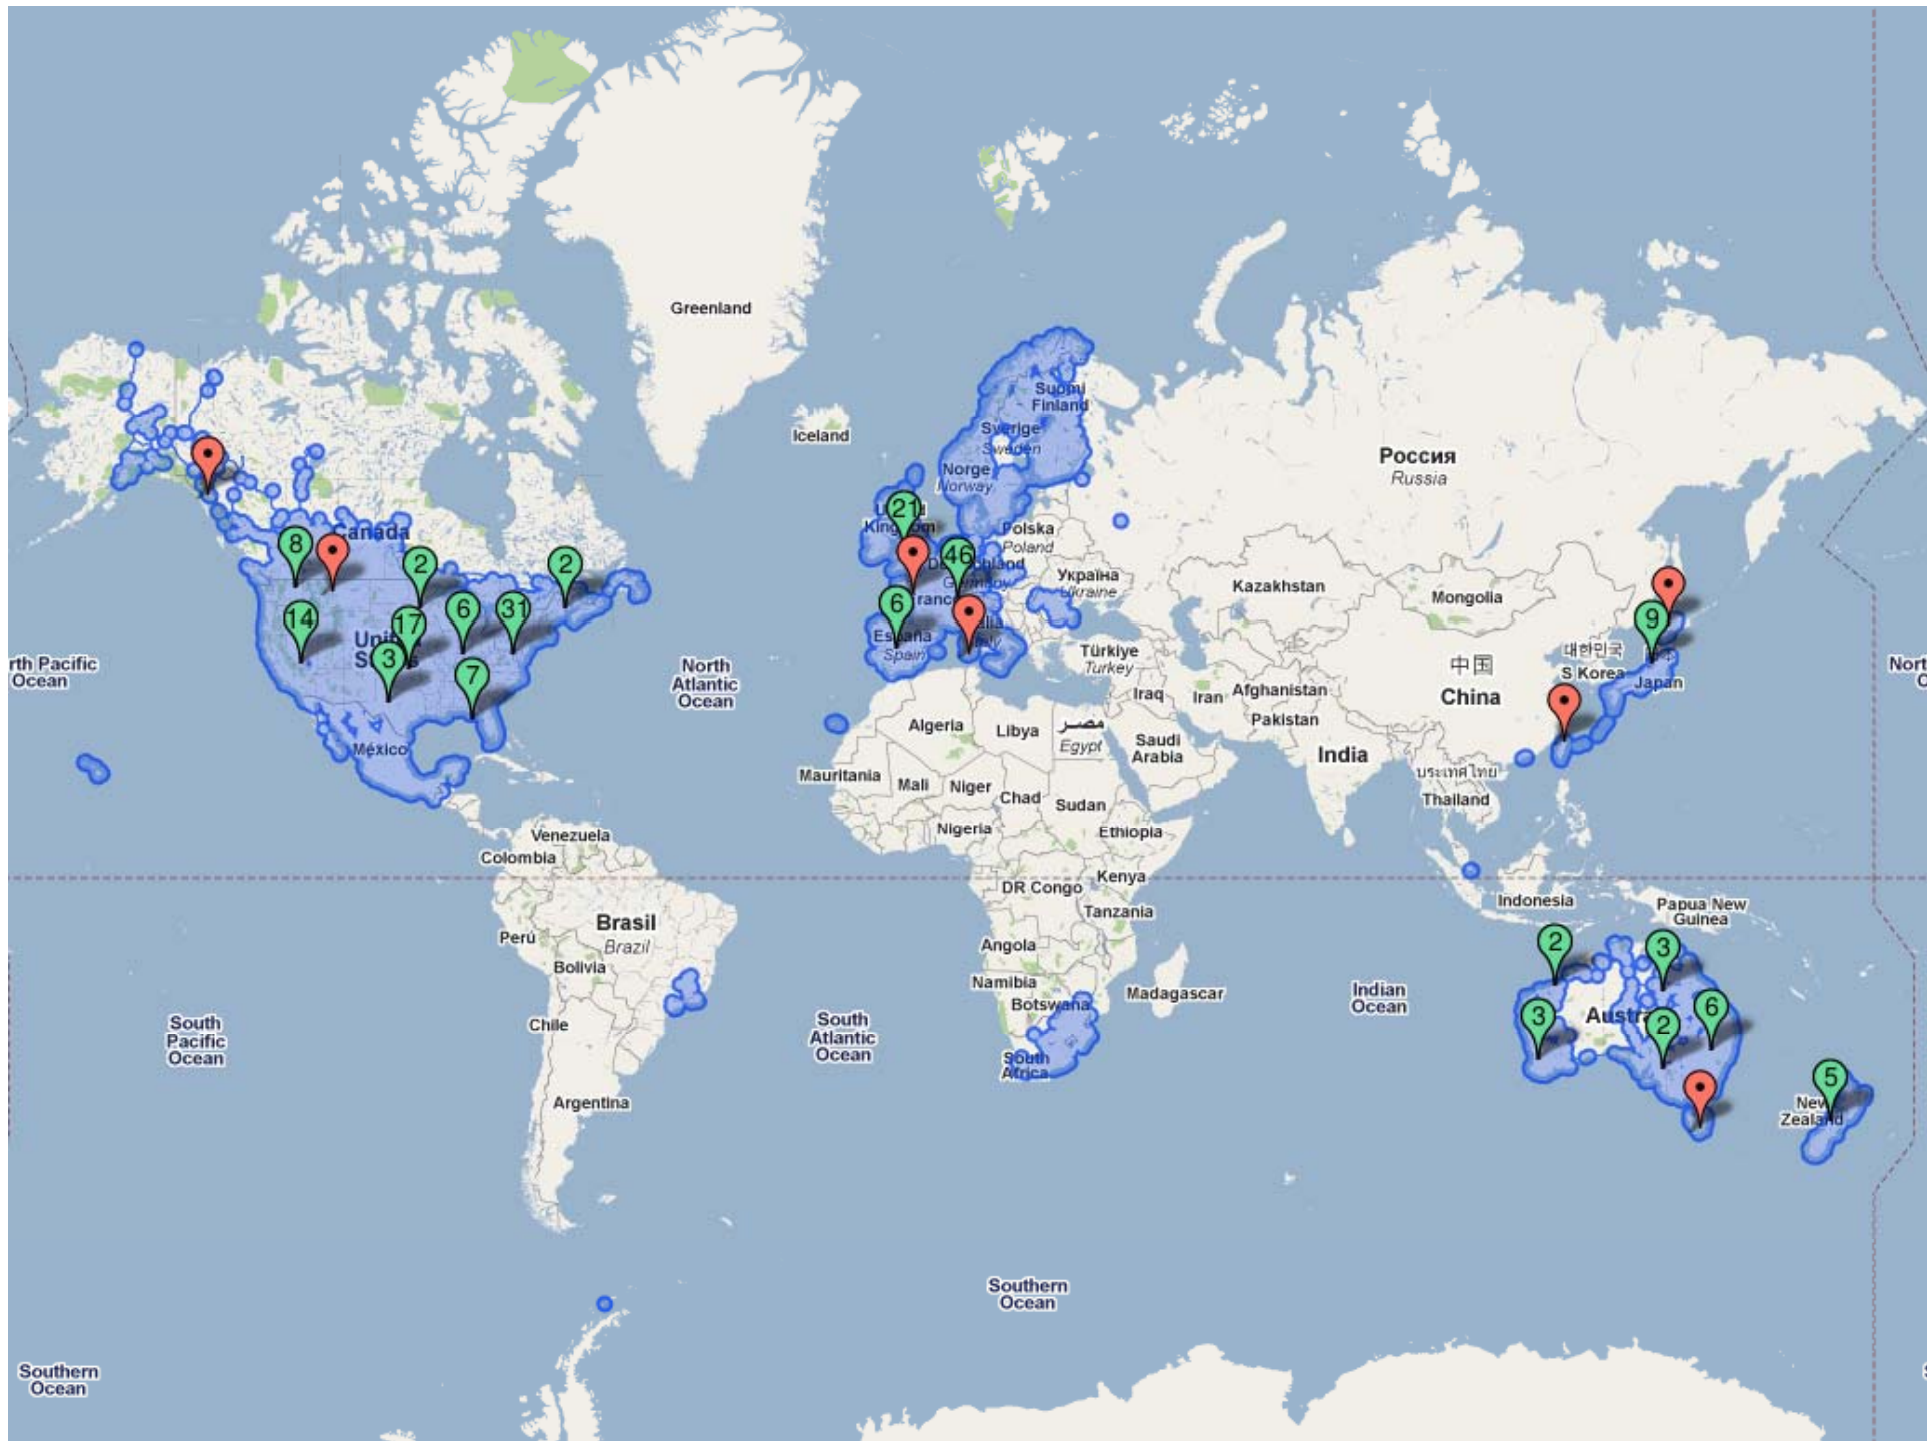 Greenland
Iceland
Suomi
Finland
Sverige
Sweden
Norge
Norway
Россия
Russia
21
Kingdom
Polska
Poland
46
Germany
Україна
Ukraine
Kazakhstan
Mongolia
8
Canada
2
2
14
17
6
31
3
7
6
España
Spain
9
rth Pacific
Ocean
North
Atlantic
Ocean
Türkiye
Turkey
中国
China
대한민국
S Korea
Japan
Nort
México
Algeria
Libya
مصر
Egypt
Iraq
Iran
Afghanistan
Pakistan
Saudi
Arabia
India
Mauritania
Mali
Niger
Chad
Sudan
ประเทศไทย
Thailand
Nigeria
Ethiopia
Venezuela
Colombia
DR Congo
Kenya
Tanzania
Indonesia
Papua New
Guinea
Brasil
Brazil
Perú
Bolivia
Angola
Namibia
Botswana
Madagascar
Indian
Ocean
2
3
3
2
6
South
Pacific
Ocean
Chile
South
Atlantic
Ocean
South
Africa
Argentina
5
New
Zealand
Southern
Ocean
Southern
Ocean